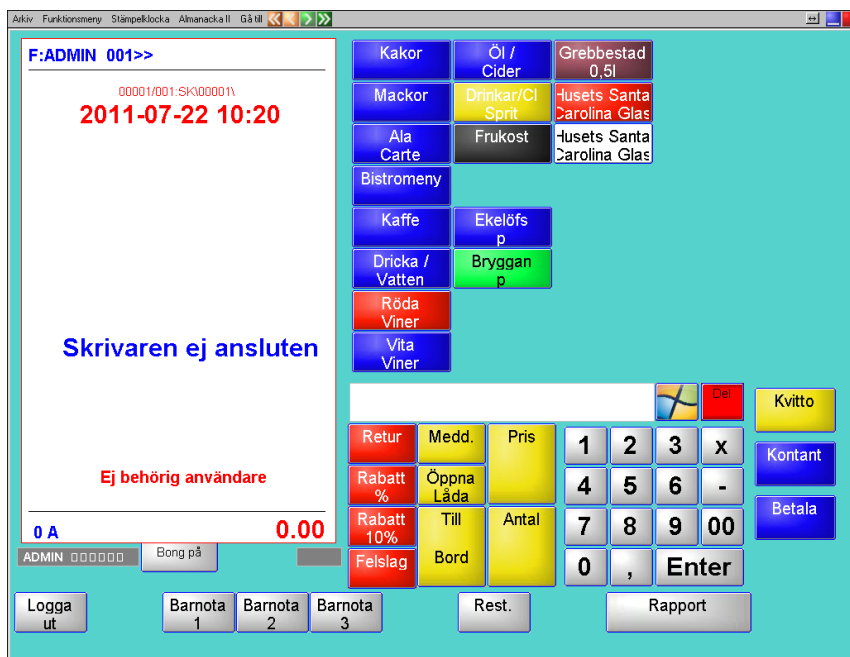 Arkiv Funktionsmeny Stämpelklocka Almanacka II Gå till
F:ADMIN 001>>
00001/001:SK\00001\
2011-07-22 10:20
Skrivaren ej ansluten
Ej behörig användare
0 A 0.00
ADMIN
Bong på
Kakor
Öl /
Cider
Grebbestad
0,5l
Mackor
Drinkar/Cl
Sprit
Husets Santa
Carolina Glas
Ala
Carte
Frukost
Husets Santa
Carolina Glas
Bistromeny
Kaffe
Ekelöfs
p
Dricka /
Vatten
Bryggan
p
Röda
Viner
Vita
Viner
Del
Kvitto
Kontant
Betala
Retur
Medd.
Pris
Rabatt
%
Öppna
Låda
Rabatt
10%
Till
Bord
Antal
Felslag
1 2 3 x
4 5 6 -
7 8 9 00
0 , Enter
Logga
ut
Barnota
1
Barnota
2
Barnota
3
Rest.
Rapport